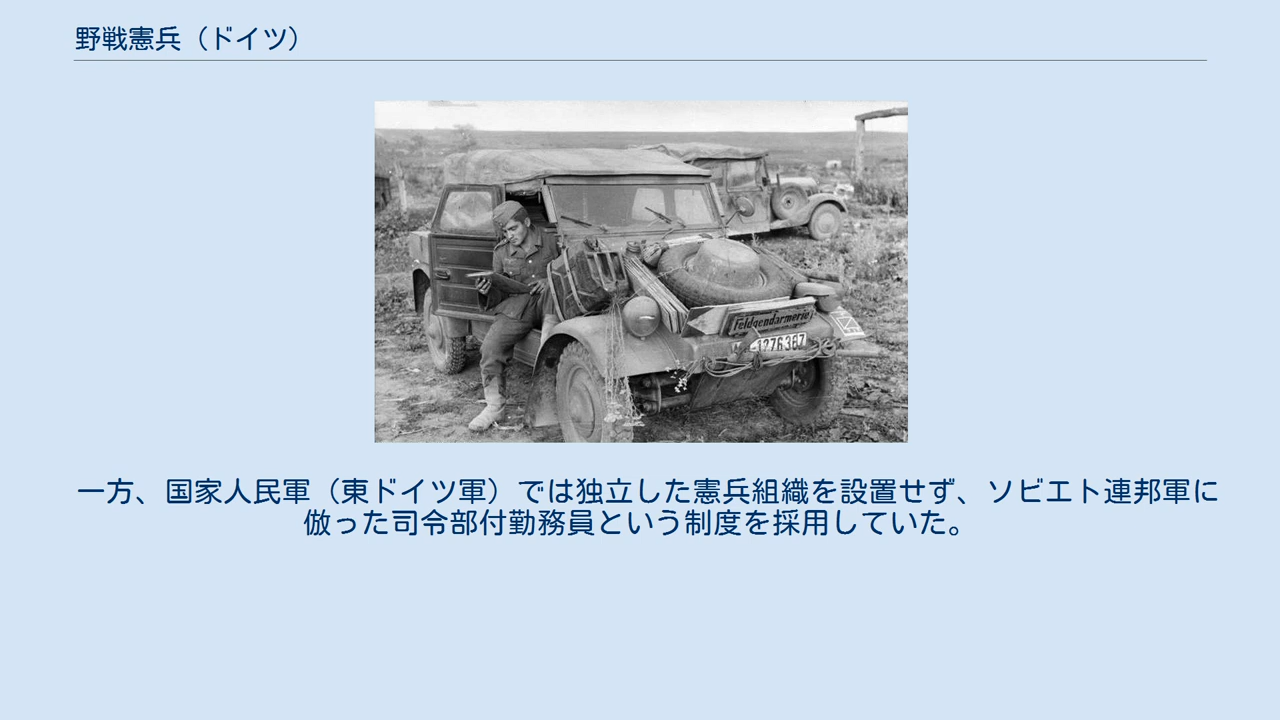 野戦憲兵（ドイツ）
Feldgendarmerie
-1276387
一方、国家人民軍（東ドイツ軍）では独立した憲兵組織を設置せず、ソビエト連邦軍に
倣った司令部付勤務員という制度を採用していた。